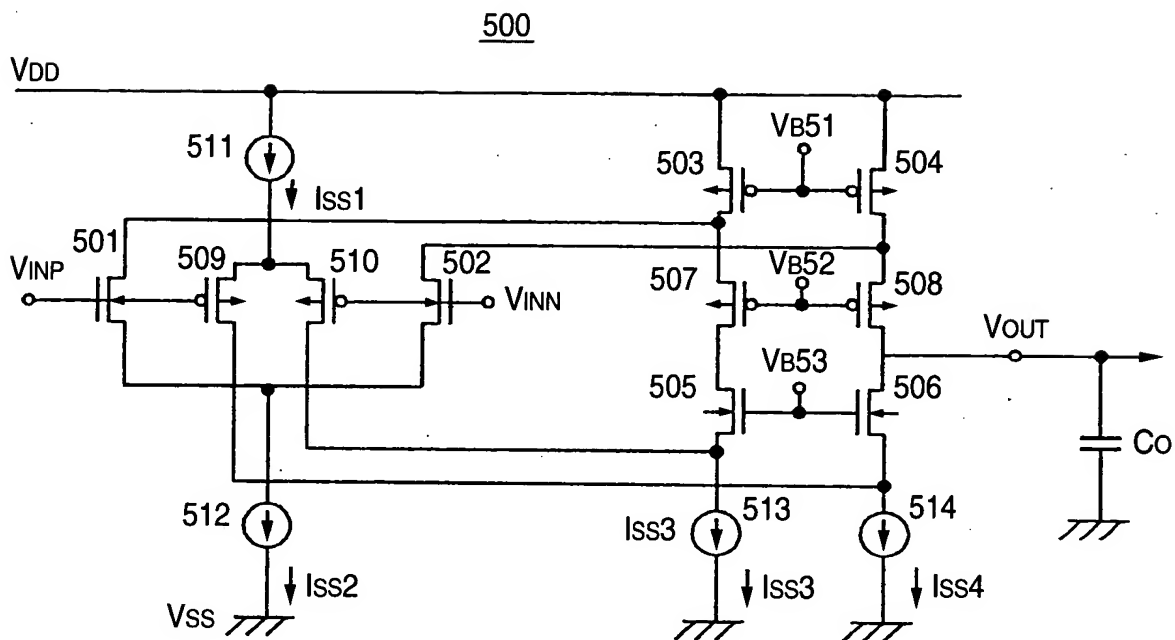 500
VDD
511
ISS1
VB51
503
504
501
509
510
502
VINP
VINN
VB52
507
508
VOUT
VB53
505
506
CO
512
ISS2
VSS
513
514
ISS3
ISS3
ISS4